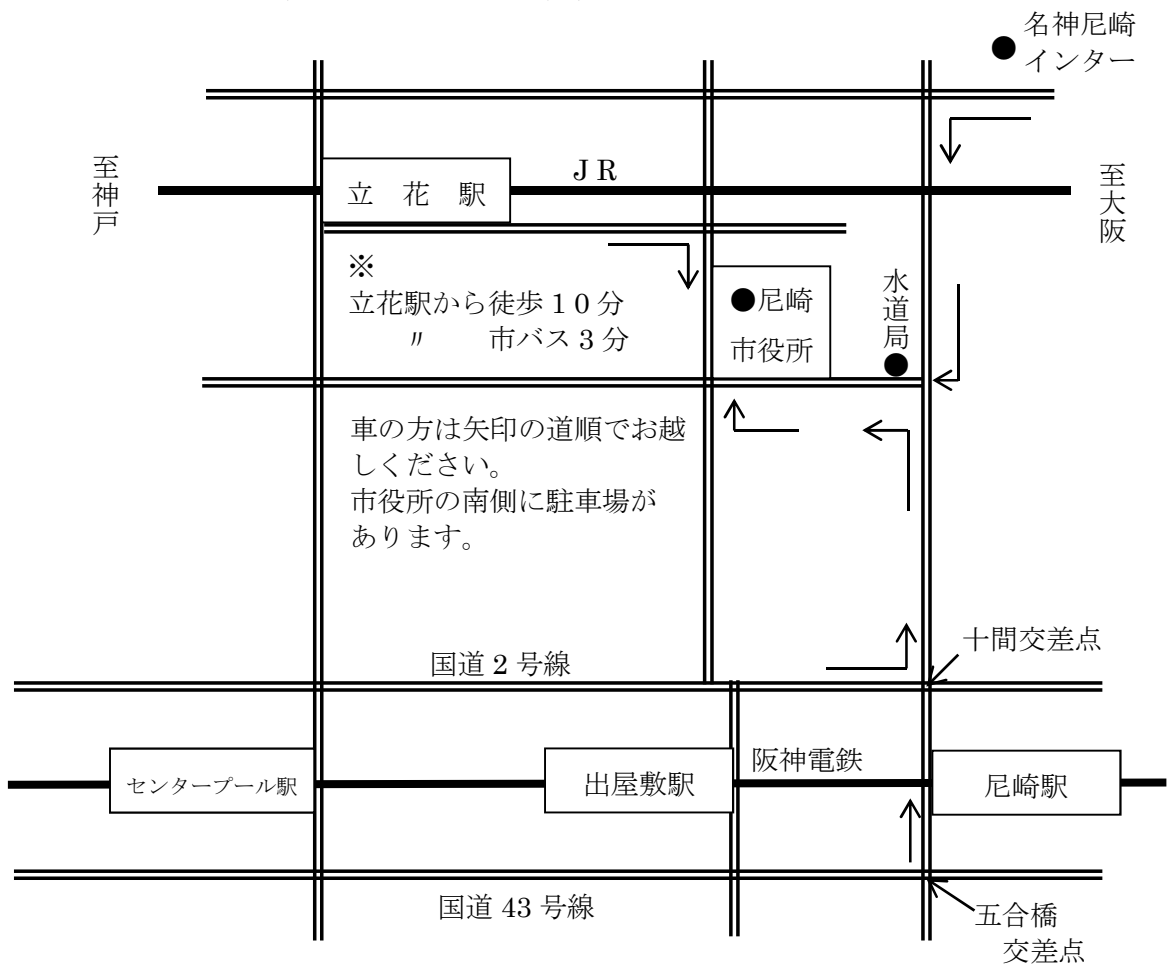 名神尼崎
インター
至神戸
JR
立花駅
至大阪
※
立花駅から徒歩10分
〃 市バス3分
●尼崎
市役所
水道局
車の方は矢印の道順でお越
しください。
市役所の南側に駐車場が
あります。
十間交差点
国道2号線
阪神電鉄
センタープール駅
出屋敷駅
尼崎駅
国道43号線
五合橋
交差点